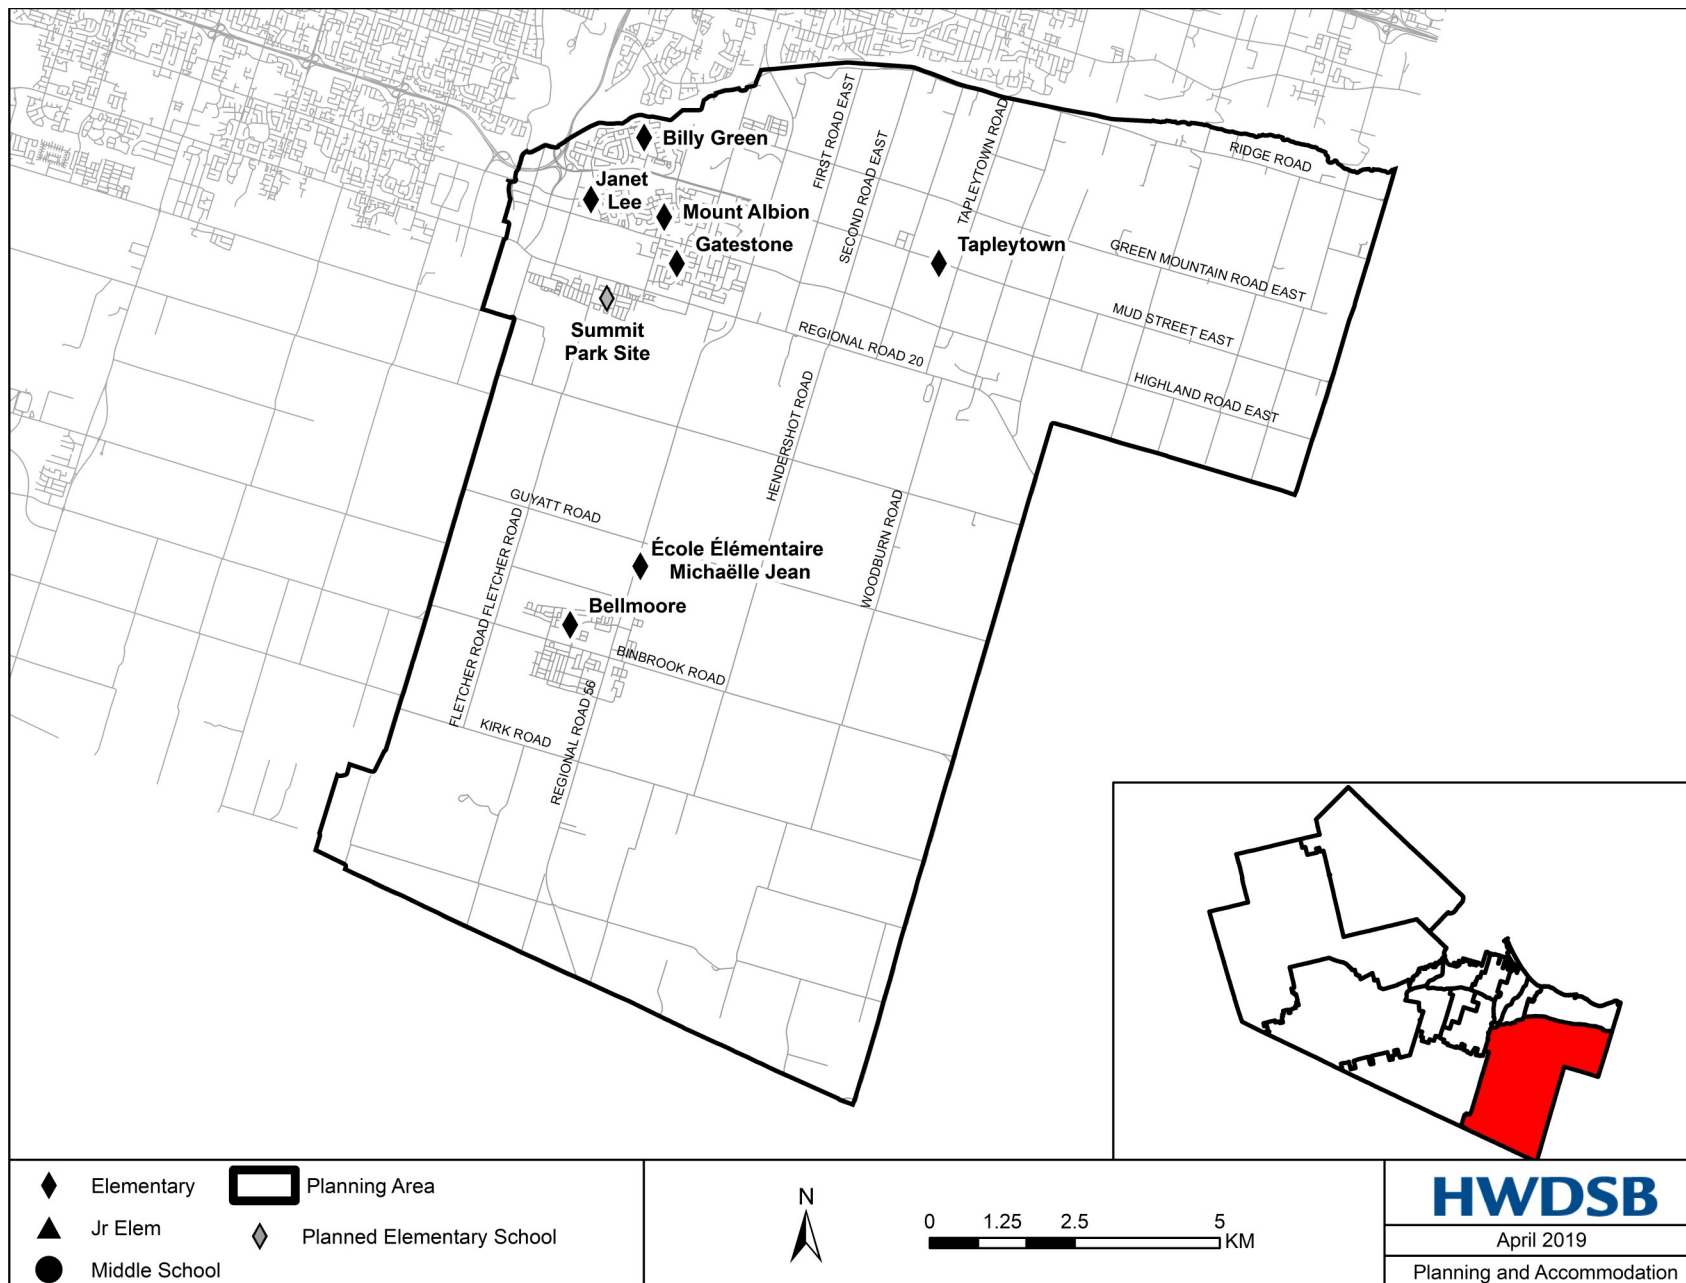 Billy Green
Janet
Lee
Mount Albion
Gatestone
Tapleytown
Summit
Park Site
École Élémentaire
Michaëlle Jean
Bellmoore
FIRST ROAD EAST
SECOND ROAD EAST
TAPLEYTOWN ROAD
RIDGE ROAD
GREEN MOUNTAIN ROAD EAST
MUD STREET EAST
HIGHLAND ROAD EAST
REGIONAL ROAD 20
HENDERSHOT ROAD
WOODBURN ROAD
GUYATT ROAD
FLETCHER ROAD
FLETCHER ROAD
BINBROOK ROAD
REGIONAL ROAD 56
KIRK ROAD
Elementary
Planning Area
Jr Elem
Planned Elementary School
Middle School
N
0 1.25 2.5 5
KM
HWDSB
April 2019
Planning and Accommodation